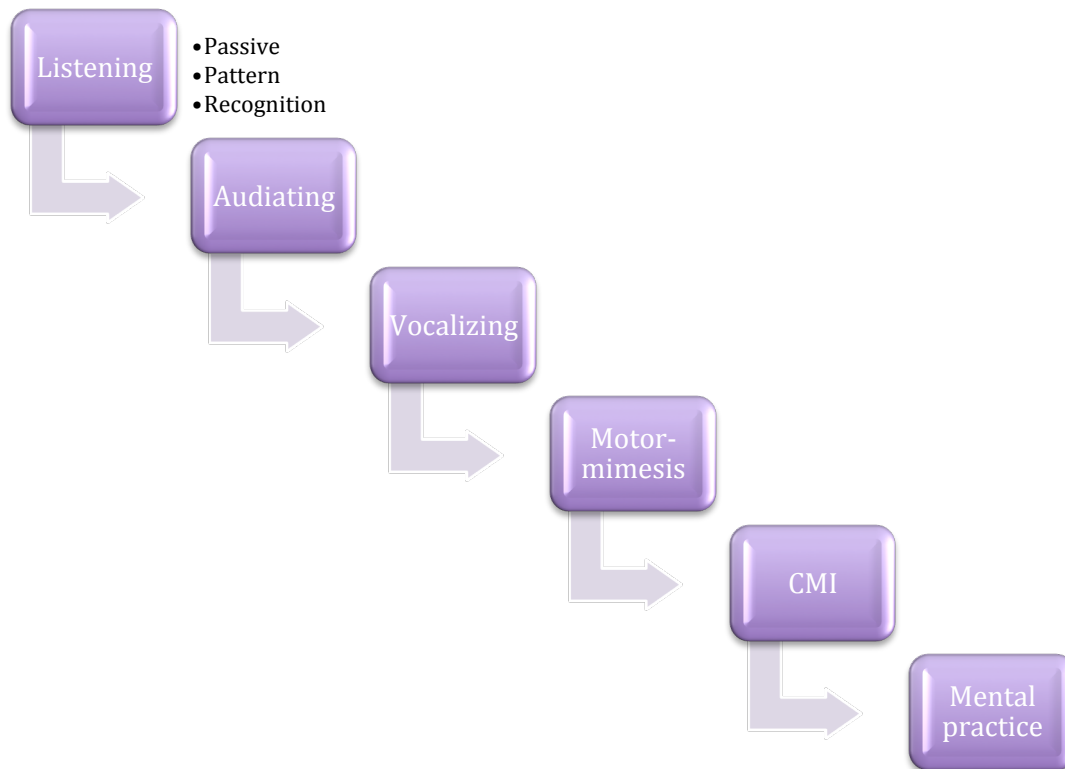 Listening
•Passive
•Pattern
•Recognition
Audiating
Vocalizing
Motor-
mimesis
CMI
Mental
practice